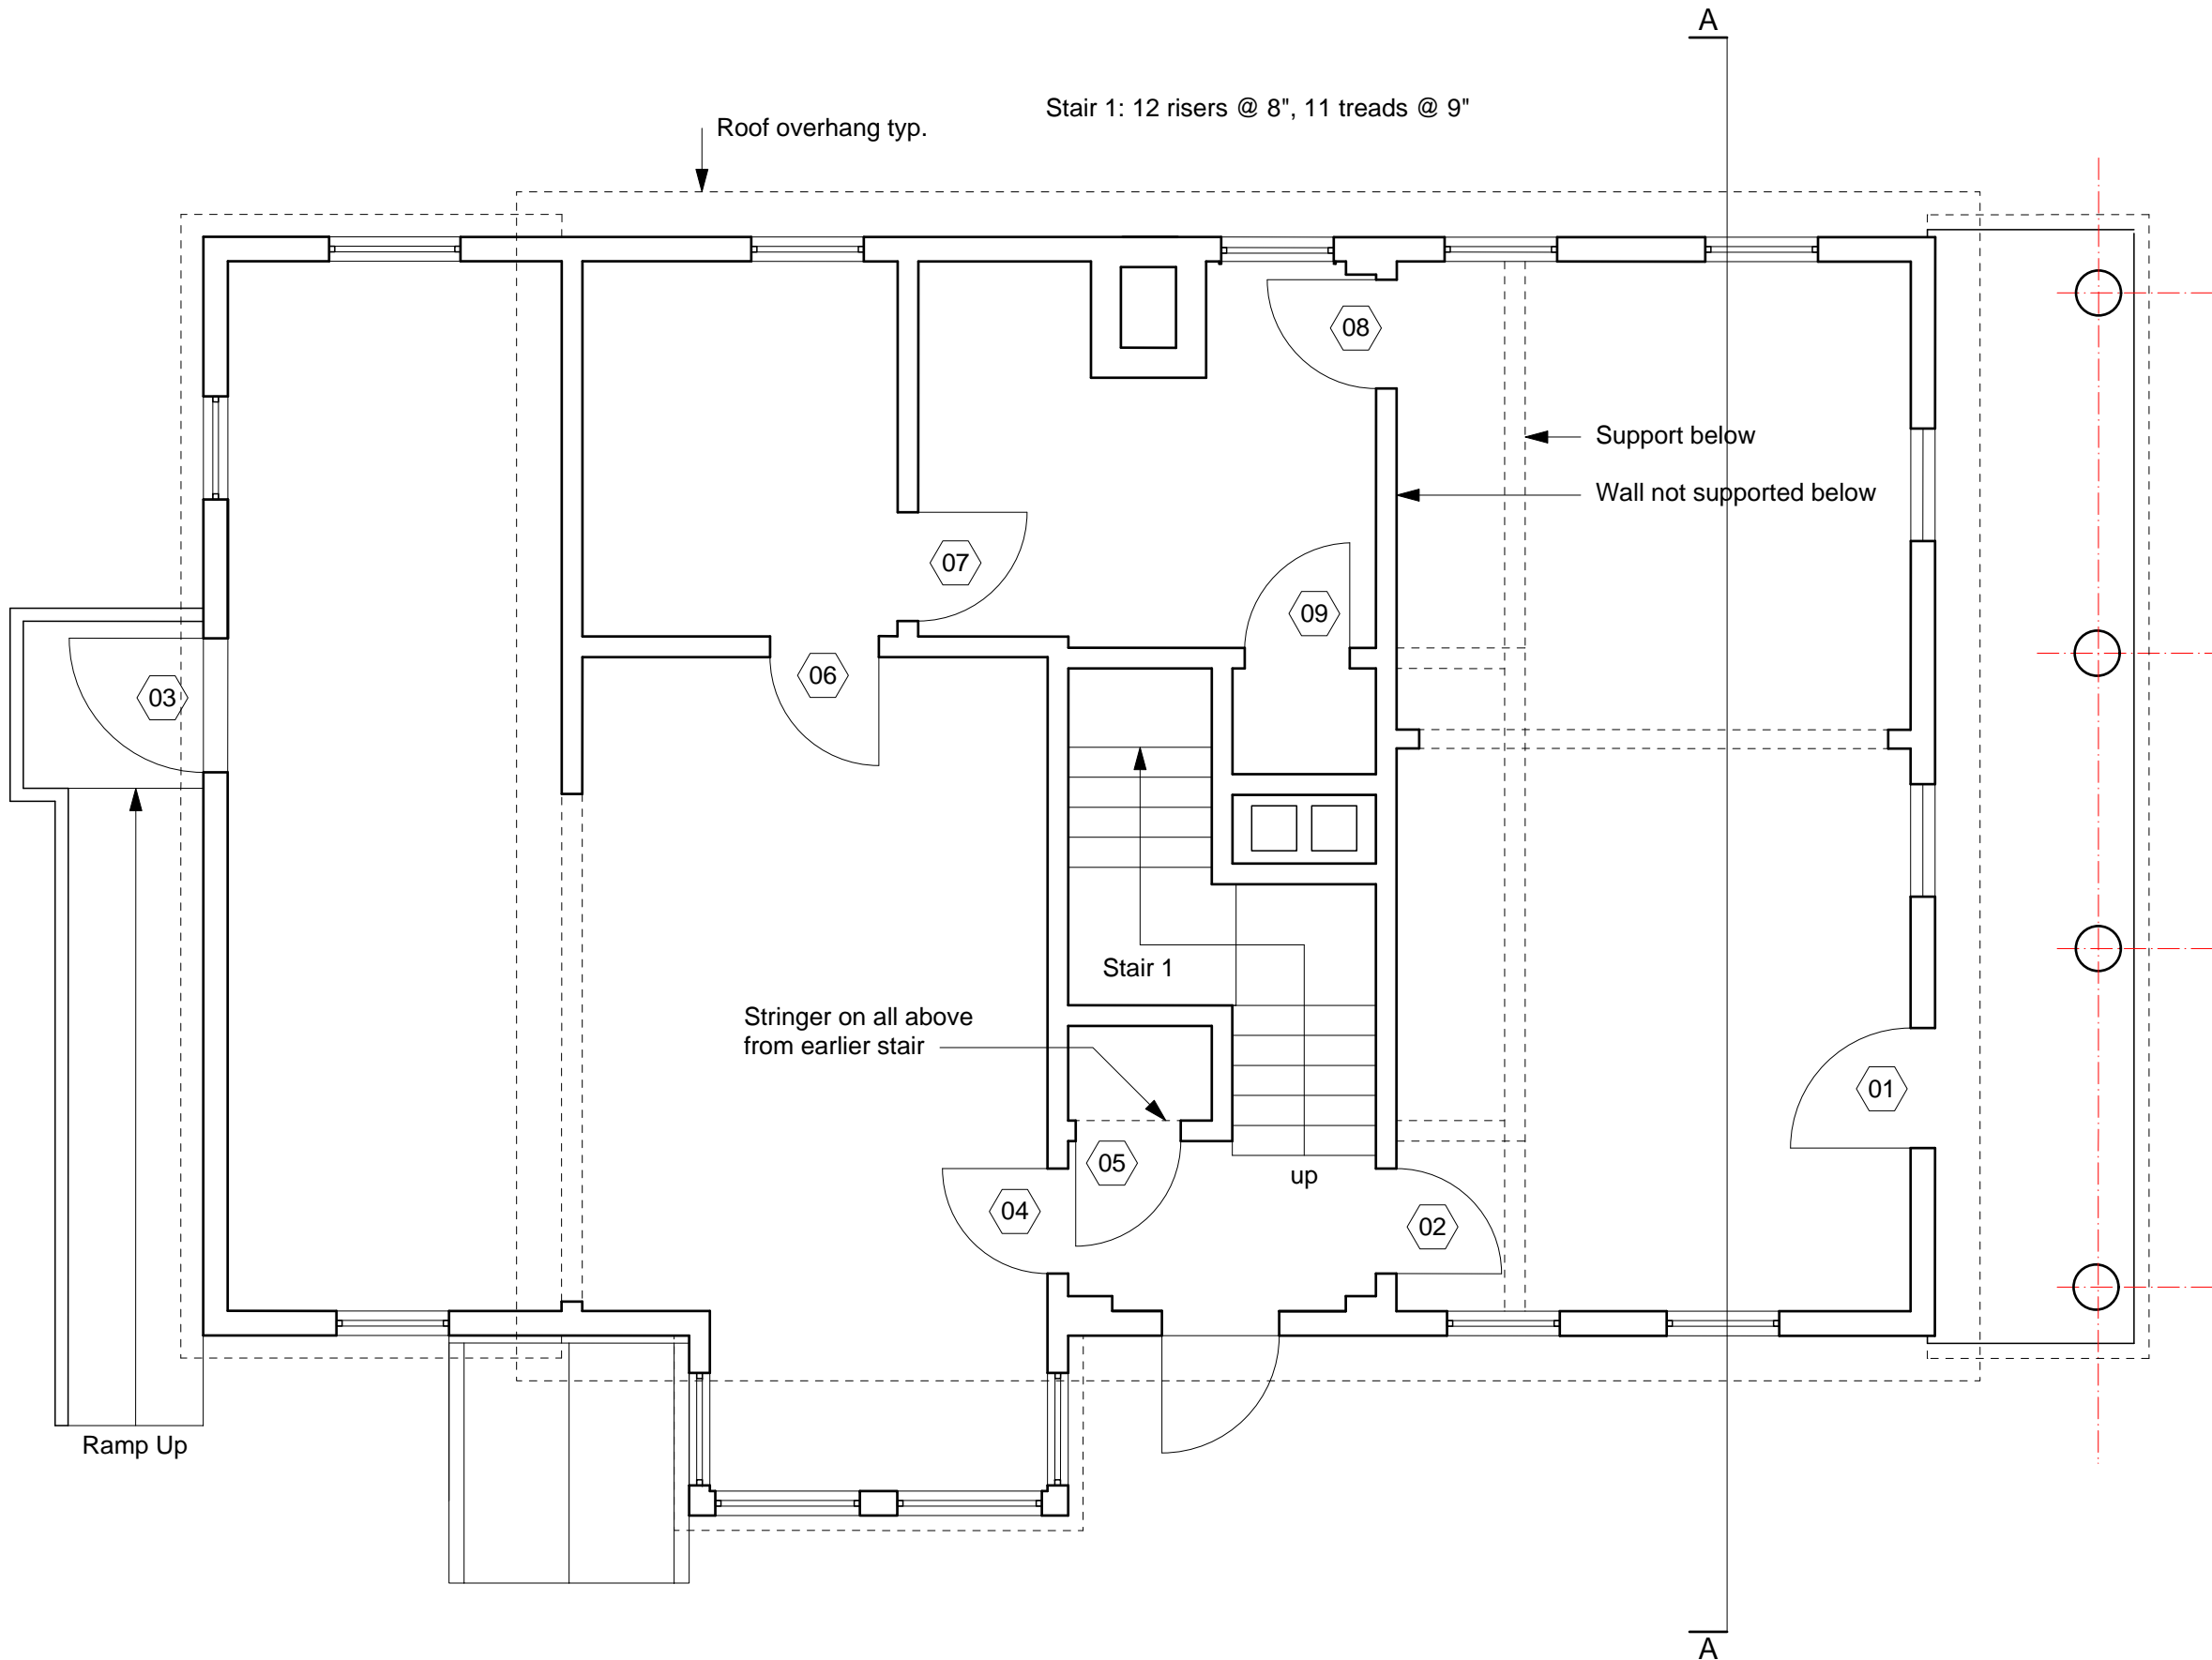 A
Stair 1: 12 risers @ 8", 11 treads @ 9"
Roof overhang typ.
08
Support below
Wall not supported below
07
09
06
03
Stair 1
Stringer on all above
from earlier stair
01
05
up
04
02
Ramp Up
A